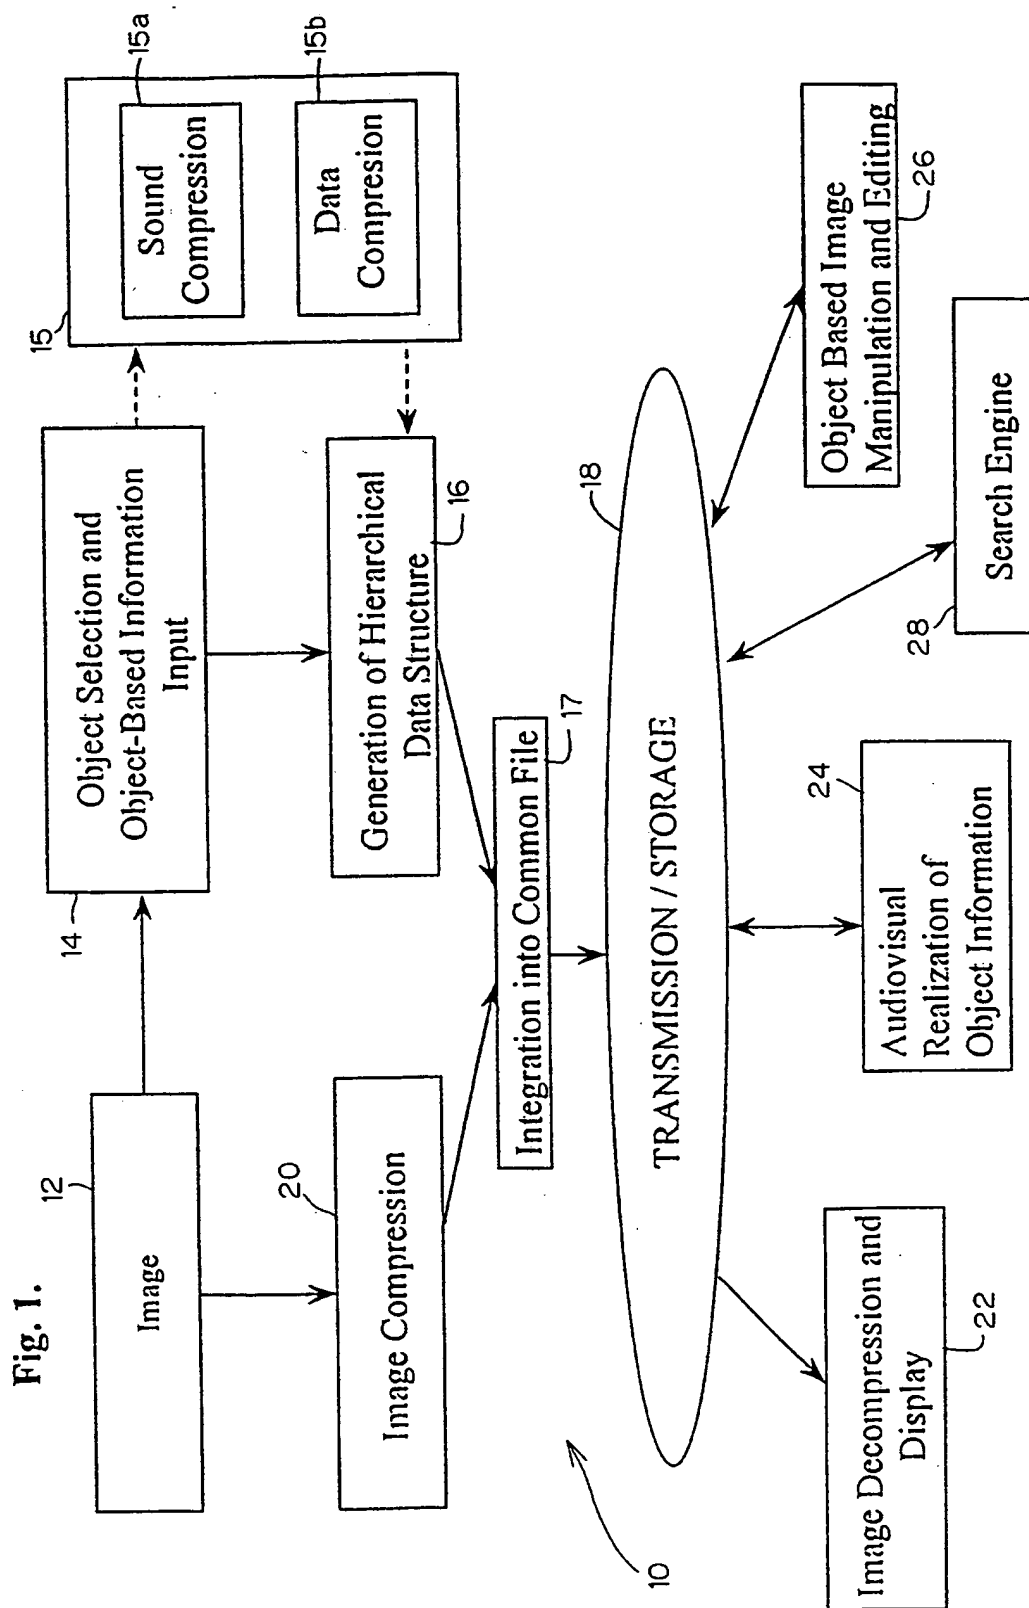 Fig. 1.
12
Image
14
Object Selection and
Object-Based Information
Input
15
15a
Sound
Compression
15b
Data
Compresion
20
Image Compression
Generation of Hierarchical
Data Structure
16
Integration into Common File
17
18
TRANSMISSION / STORAGE
10
Image Decompression and
Display
22
24
Audiovisual
Realization of
Object Information
28
Search Engine
Object Based Image
Manipulation and Editing
26